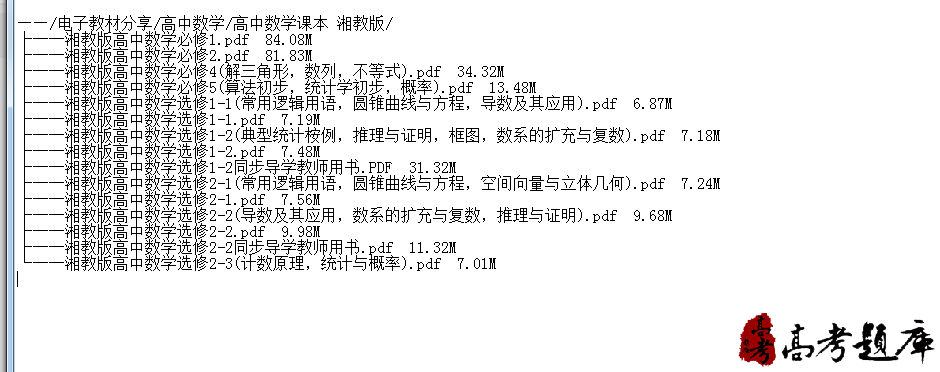 ——/电子教材分享/高中数学/高中数学课本 湘教版/
├──湘教版高中数学必修1.pdf  84.08M
├──湘教版高中数学必修2.pdf  81.83M
├──湘教版高中数学必修4(解三角形，数列，不等式).pdf  34.32M
├──湘教版高中数学必修5(算法初步，统计学初步，概率).pdf  13.48M
├──湘教版高中数学选修1-1(常用逻辑用语，圆锥曲线与方程，导数及其应用).pdf  6.87M
├──湘教版高中数学选修1-1.pdf  7.19M
├──湘教版高中数学选修1-2(典型统计桉例，推理与证明，框图，数系的扩充与复数).pdf  7.18M
├──湘教版高中数学选修1-2.pdf  7.48M
├──湘教版高中数学选修1-2同步导学教师用书.PDF  31.32M
├──湘教版高中数学选修2-1(常用逻辑用语，圆锥曲线与方程，空间向量与立体几何).pdf  7.24M
├──湘教版高中数学选修2-1.pdf  7.56M
├──湘教版高中数学选修2-2(导数及其应用，数系的扩充与复数，推理与证明).pdf  9.68M
├──湘教版高中数学选修2-2.pdf  9.98M
├──湘教版高中数学选修2-2同步导学教师用书.pdf  11.32M
└──湘教版高中数学选修2-3(计数原理，统计与概率).pdf  7.01M
高考
高考题库